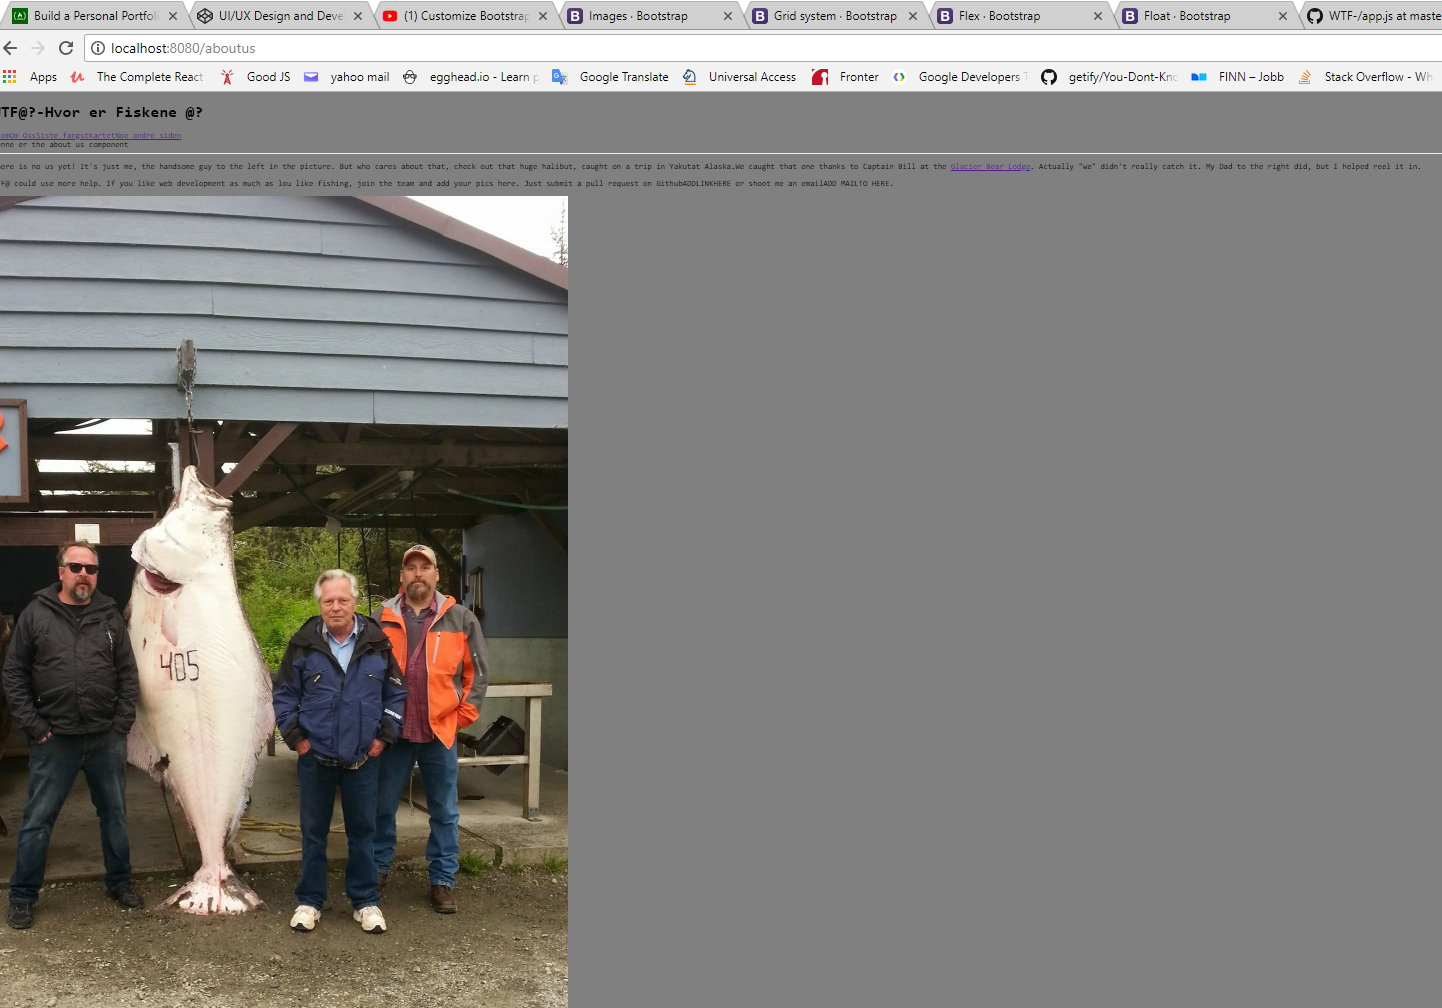 Build a Personal Portfoli
UI/UX Design and Deve
(1) Customize Bootstrap
Images · Bootstrap
Grid system · Bootstrap
Flex · Bootstrap
Float · Bootstrap
WTF-/app.js at maste
localhost:8080/aboutus
Apps
The Complete React
Good JS
yahoo mail
egghead.io - Learn p
Google Translate
Universal Access
Fronter
Google Developers T
getify/You-Dont-Kno
FINN – Jobb
Stack Overflow - Wh
TF@?-Hvor er Fiskene @?
emOm OssSiste fangstKartetNoe andre siden
nne er the about us component
ere is no us yet! It's just me, the handsome guy to the left in the picture. But who cares about that, check out that huge halibut, caught on a trip in Yakutat Alaska.We caught that one thanks to Captain Bill at the Glacier Bear Lodge. Actually "we" didn't really catch it. My Dad to the right did, but I helped reel it in.
F@ could use more help. If you like web development as much as lou like fishing, join the team and add your pics here. Just submit a pull request on GithubADDLINKHERE or shoot me an emailADD MAILTO HERE.
405